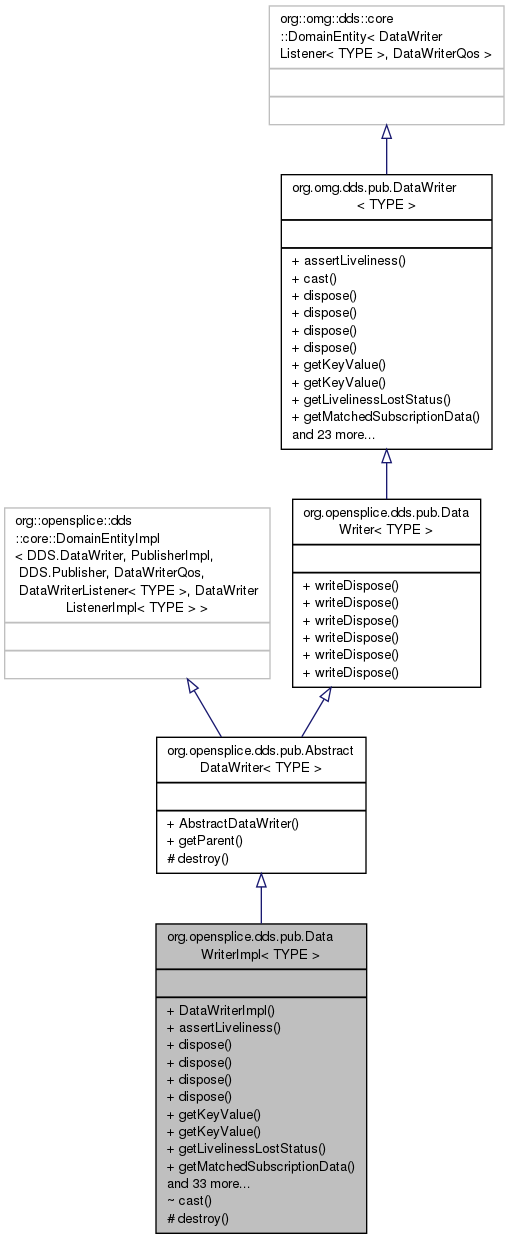 org::omg::dds::core
::DomainEntity< DataWriter
Listener< TYPE >, DataWriterQos >
org.omg.dds.pub.DataWriter
< TYPE >
+ assertLiveliness()
+ cast()
+ dispose()
+ dispose()
+ dispose()
+ dispose()
+ getKeyValue()
+ getKeyValue()
+ getLivelinessLostStatus()
+ getMatchedSubscriptionData()
and 23 more...
org::opensplice::dds
::core::DomainEntityImpl
< DDS.DataWriter, PublisherImpl,
DDS.Publisher, DataWriterQos,
DataWriterListener< TYPE >, DataWriter
ListenerImpl< TYPE > >
org.opensplice.dds.pub.Data
Writer< TYPE >
+ writeDispose()
+ writeDispose()
+ writeDispose()
+ writeDispose()
+ writeDispose()
+ writeDispose()
org.opensplice.dds.pub.Abstract
DataWriter< TYPE >
+ AbstractDataWriter()
+ getParent()
# destroy()
org.opensplice.dds.pub.Data
WriterImpl< TYPE >
+ DataWriterImpl()
+ assertLiveliness()
+ dispose()
+ dispose()
+ dispose()
+ dispose()
+ getKeyValue()
+ getKeyValue()
+ getLivelinessLostStatus()
+ getMatchedSubscriptionData()
and 33 more...
~ cast()
# destroy()